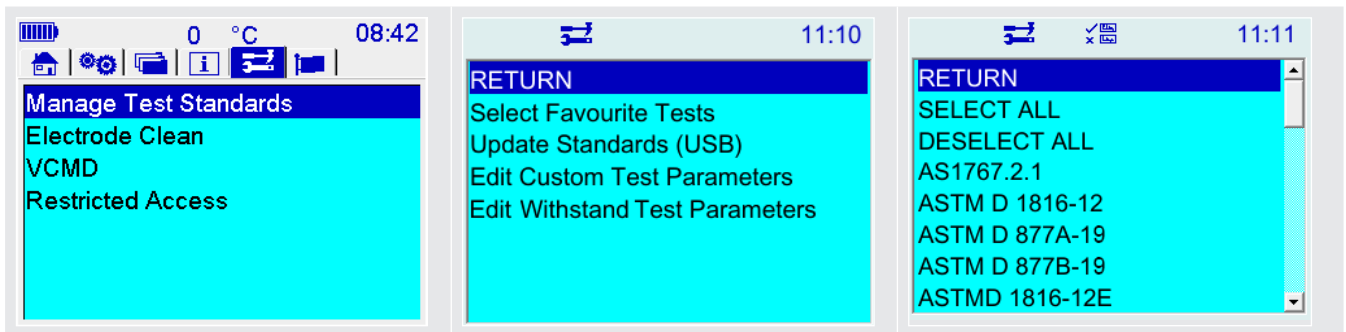 0 °C 08:42
Manage Test Standards
Electrode Clean
VCMD
Restricted Access
11:10
RETURN
Select Favourite Tests
Update Standards (USB)
Edit Custom Test Parameters
Edit Withstand Test Parameters
11:11
RETURN
SELECT ALL
DESELECT ALL
AS1767.2.1
ASTM D 1816-12
ASTM D 877A-19
ASTM D 877B-19
ASTMD 1816-12E